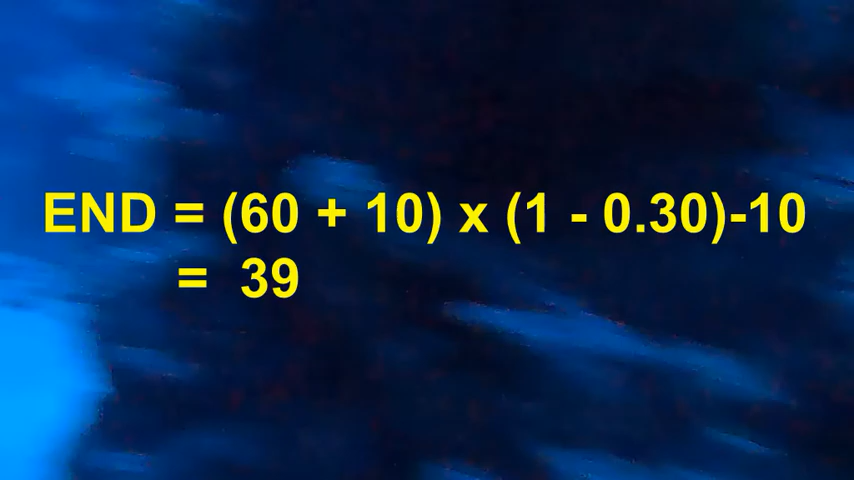 END = (60 + 10) x (1 - 0.30)-10
= 39